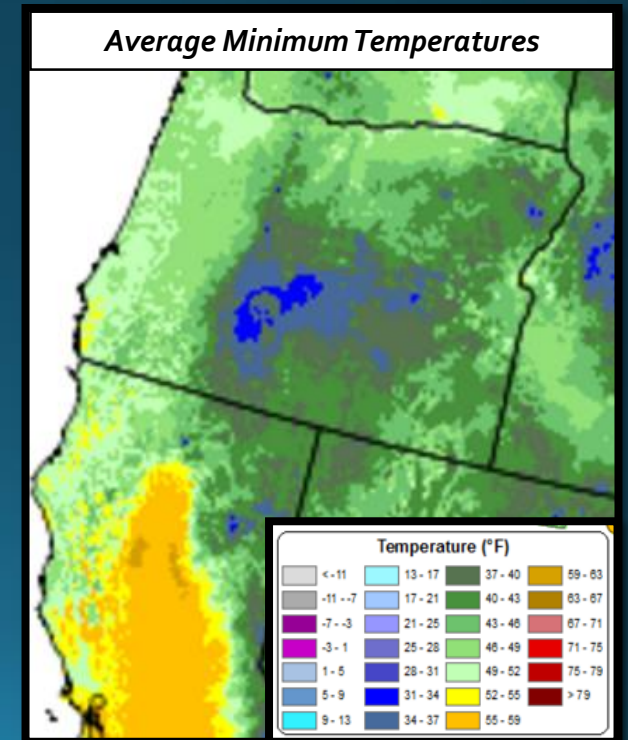 Average Minimum Temperatures
Temperature (°F)
< -11 13 - 17 37 - 40 59 - 63
-11 - -7 17 - 21 40 - 43 63 - 67
-7 - -3 21 - 25 43 - 46 67 - 71
-3 - 1 25 - 28 46 - 49 71 - 75
1 - 5 28 - 31 49 - 52 75 - 79
5 - 9 31 - 34 52 - 55 > 79
9 - 13 34 - 37 55 - 59